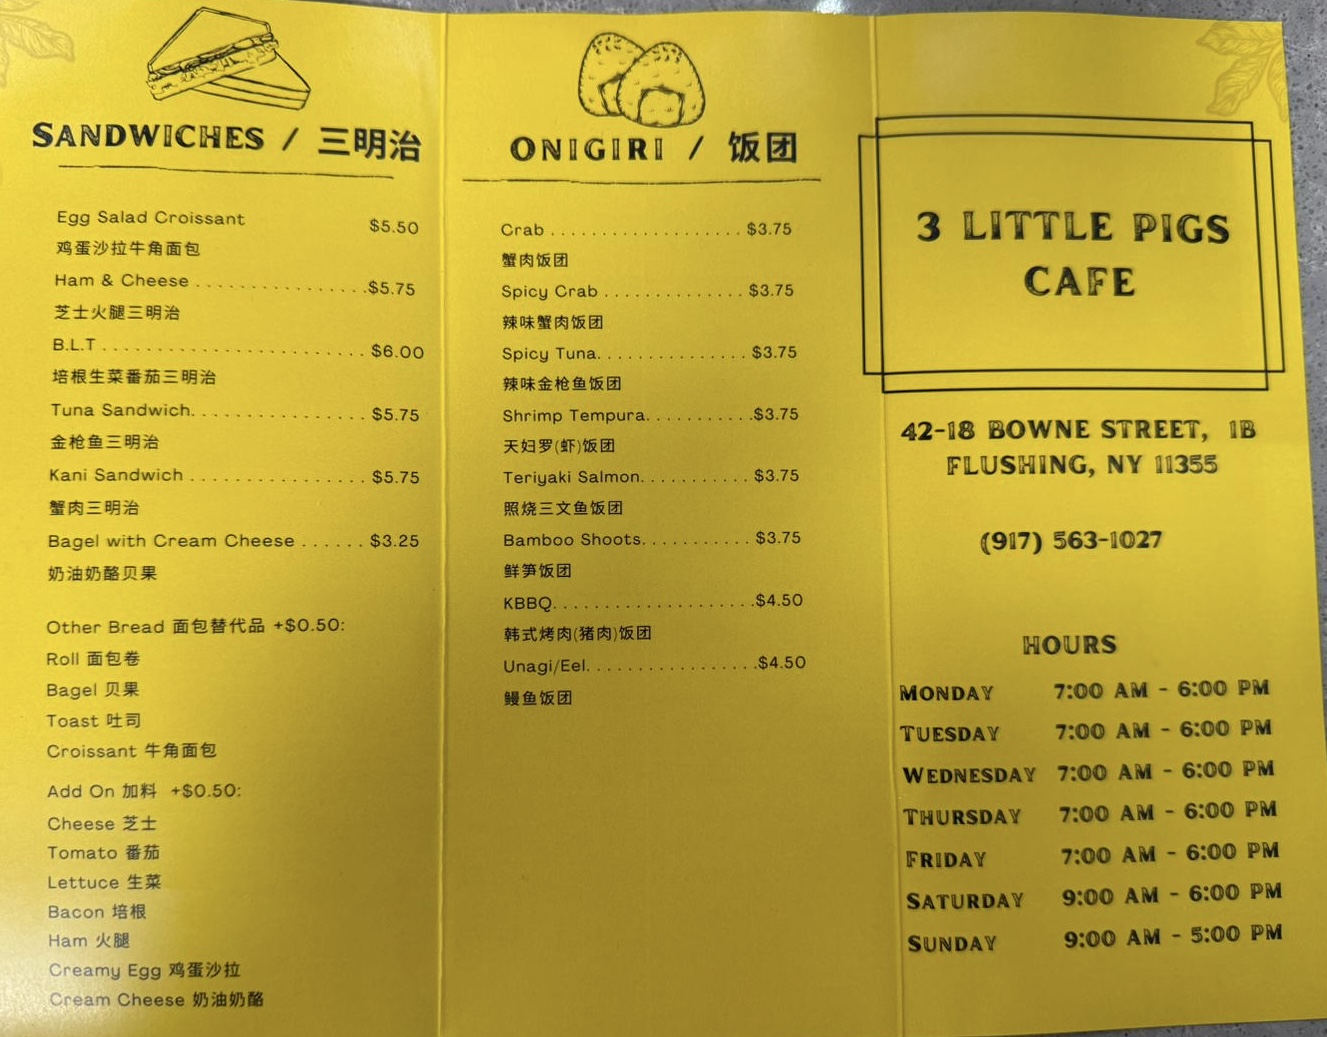 SANDWICHES / 三明治
Egg Salad Croissant $5.50
鸡蛋沙拉牛角面包
Ham & Cheese . . . . . . . . . . . . . . . . .$5.75
芝士火腿三明治
B.L.T . . . . . . . . . . . . . . . . . . . . . . . . . . $6.00
培根生菜番茄三明治
Tuna Sandwich. . . . . . . . . . . . . . . . . . $5.75
金枪鱼三明治
Kani Sandwich . . . . . . . . . . . . . . . . . . $5.75
蟹肉三明治
Bagel with Cream Cheese . . . . . . $3.25
奶油奶酪贝果
Other Bread 面包替代品 +$0.50:
Roll 面包卷
Bagel 贝果
Toast 吐司
Croissant 牛角面包
Add On 加料 +$0.50:
Cheese 芝士
Tomato 番茄
Lettuce 生菜
Bacon 培根
Ham 火腿
Creamy Egg 鸡蛋沙拉
Cream Cheese 奶油奶酪
ONIGIRI / 饭团
Crab . . . . . . . . . . . . . . . . . . . . $3.75
蟹肉饭团
Spicy Crab . . . . . . . . . . . . . . $3.75
辣味蟹肉饭团
Spicy Tuna. . . . . . . . . . . . . . . $3.75
辣味金枪鱼饭团
Shrimp Tempura. . . . . . . . . . .$3.75
天妇罗(虾)饭团
Teriyaki Salmon. . . . . . . . . . . $3.75
照烧三文鱼饭团
Bamboo Shoots. . . . . . . . . . . $3.75
鲜笋饭团
KBBQ. . . . . . . . . . . . . . . . . . . .$4.50
韩式烤肉(猪肉)饭团
Unagi/Eel. . . . . . . . . . . . . . . . .$4.50
鳗鱼饭团
3 LITTLE PIGS
CAFE
42-18 BOWNE STREET, 1B
FLUSHING, NY 11355
(917) 563-1027
HOURS
MONDAY 7:00 AM - 6:00 PM
TUESDAY 7:00 AM - 6:00 PM
WEDNESDAY 7:00 AM - 6:00 PM
THURSDAY 7:00 AM - 6:00 PM
FRIDAY 7:00 AM - 6:00 PM
SATURDAY 9:00 AM - 6:00 PM
SUNDAY 9:00 AM - 5:00 PM